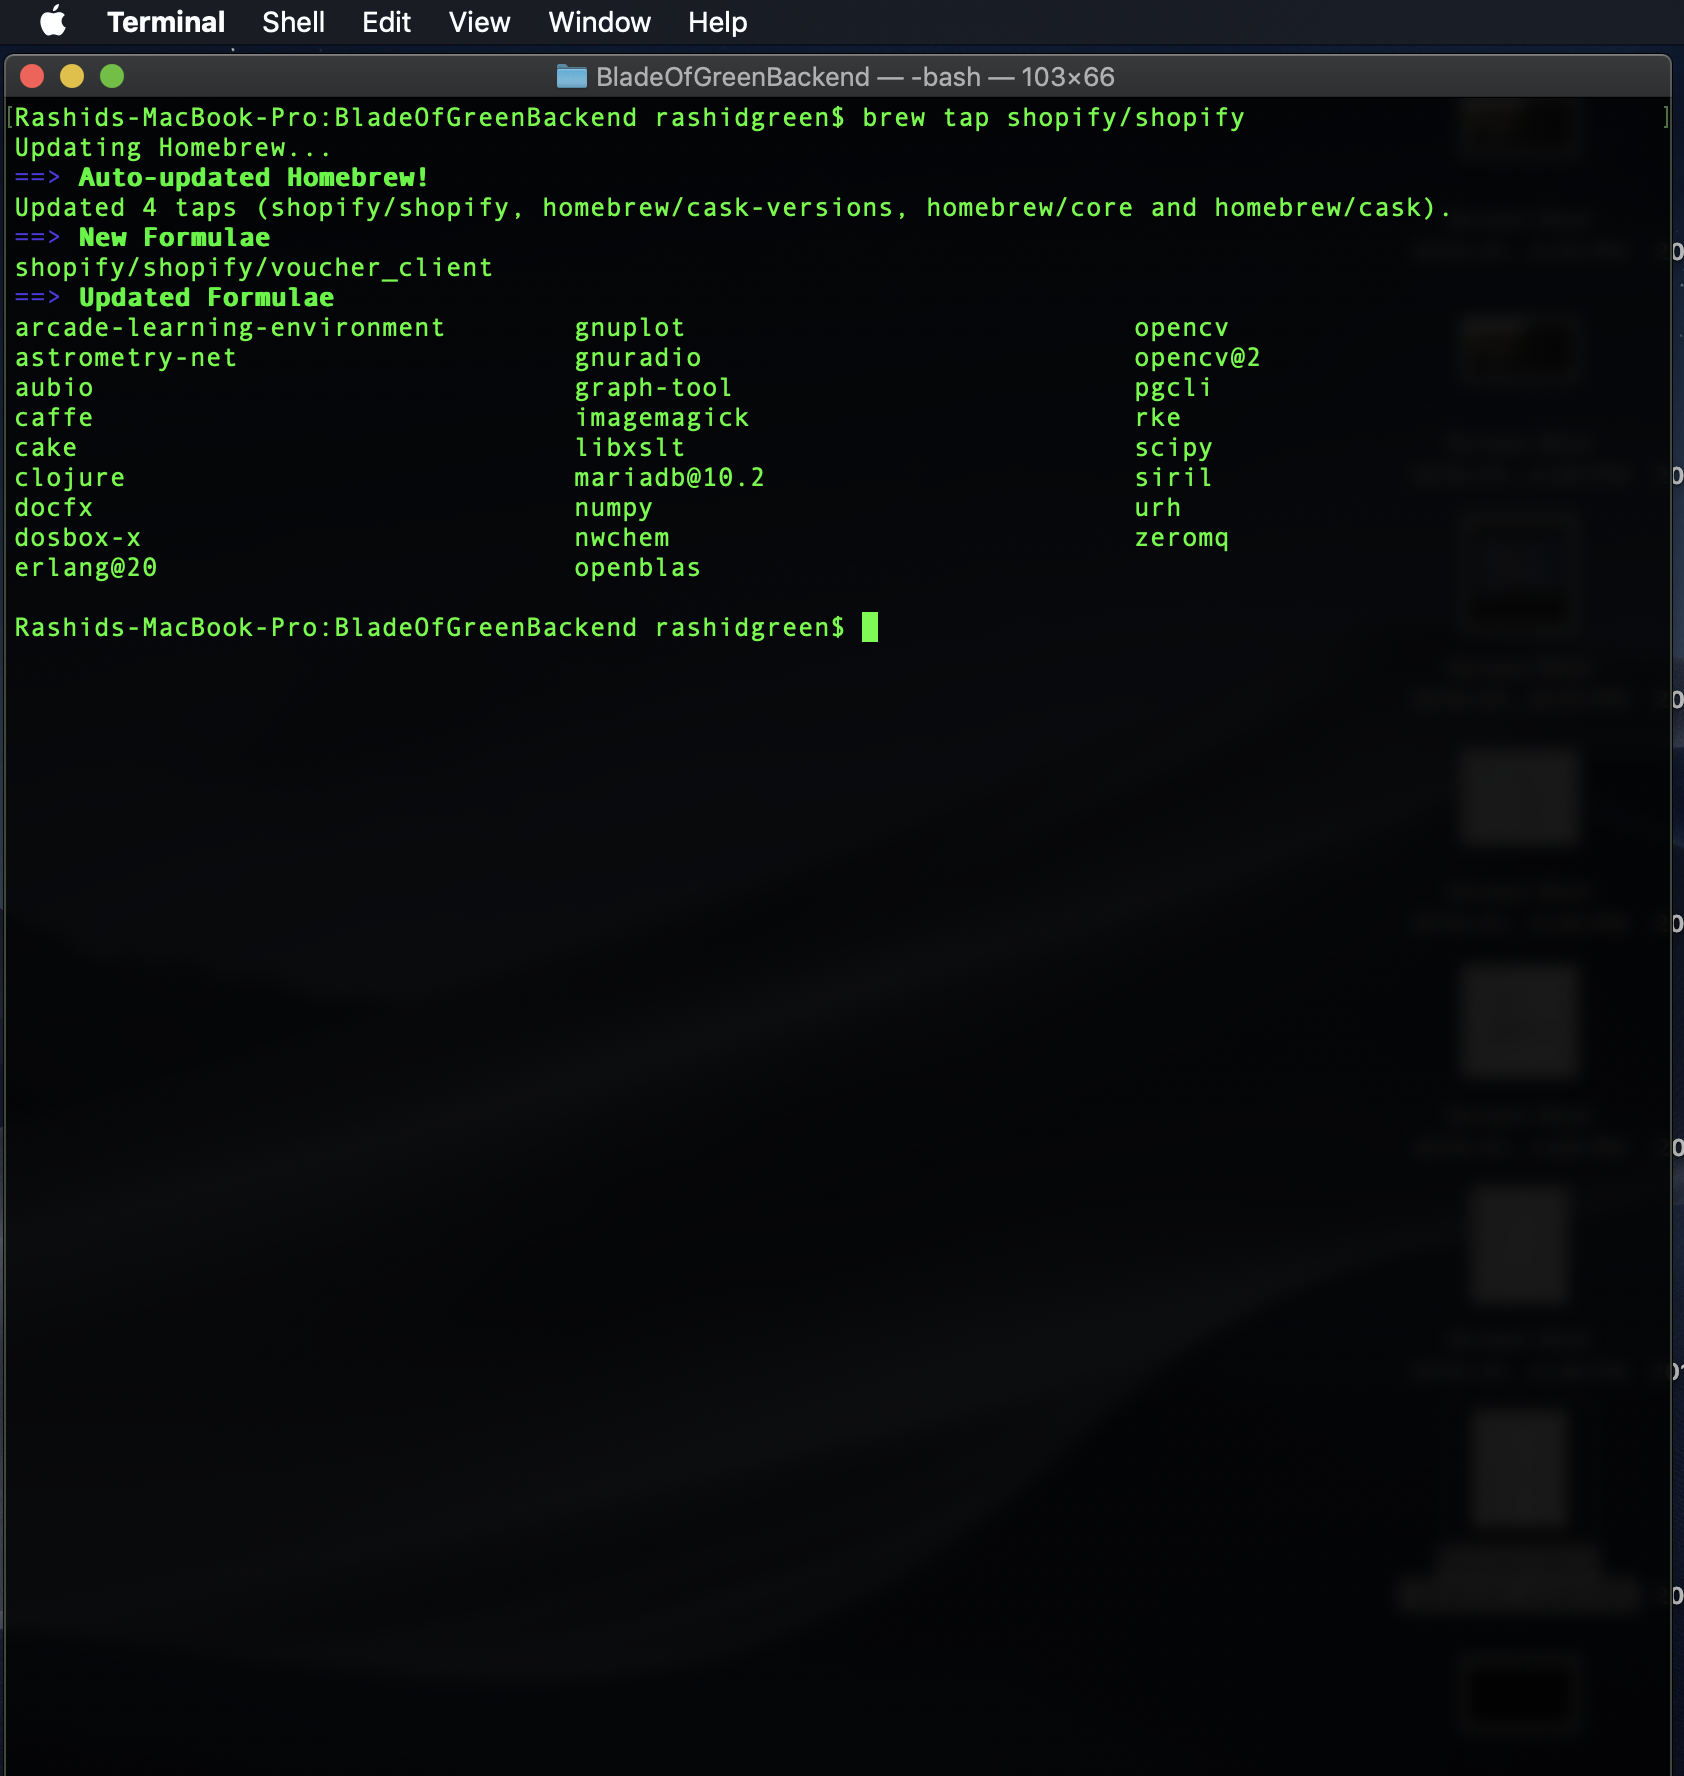 Terminal Shell Edit View Window Help
BladeOfGreenBackend — -bash — 103×66
[Rashids-MacBook-Pro:BladeOfGreenBackend rashidgreen$ brew tap shopify/shopify ]
Updating Homebrew...
==> Auto-updated Homebrew!
Updated 4 taps (shopify/shopify, homebrew/cask-versions, homebrew/core and homebrew/cask).
==> New Formulae
shopify/shopify/voucher_client
==> Updated Formulae
arcade-learning-environment gnuplot opencv
astrometry-net gnuradio opencv@2
aubio graph-tool pgcli
caffe imagemagick rke
cake libxslt scipy
clojure mariadb@10.2 siril
docfx numpy urh
dosbox-x nwchem zeromq
erlang@20 openblas
Rashids-MacBook-Pro:BladeOfGreenBackend rashidgreen$